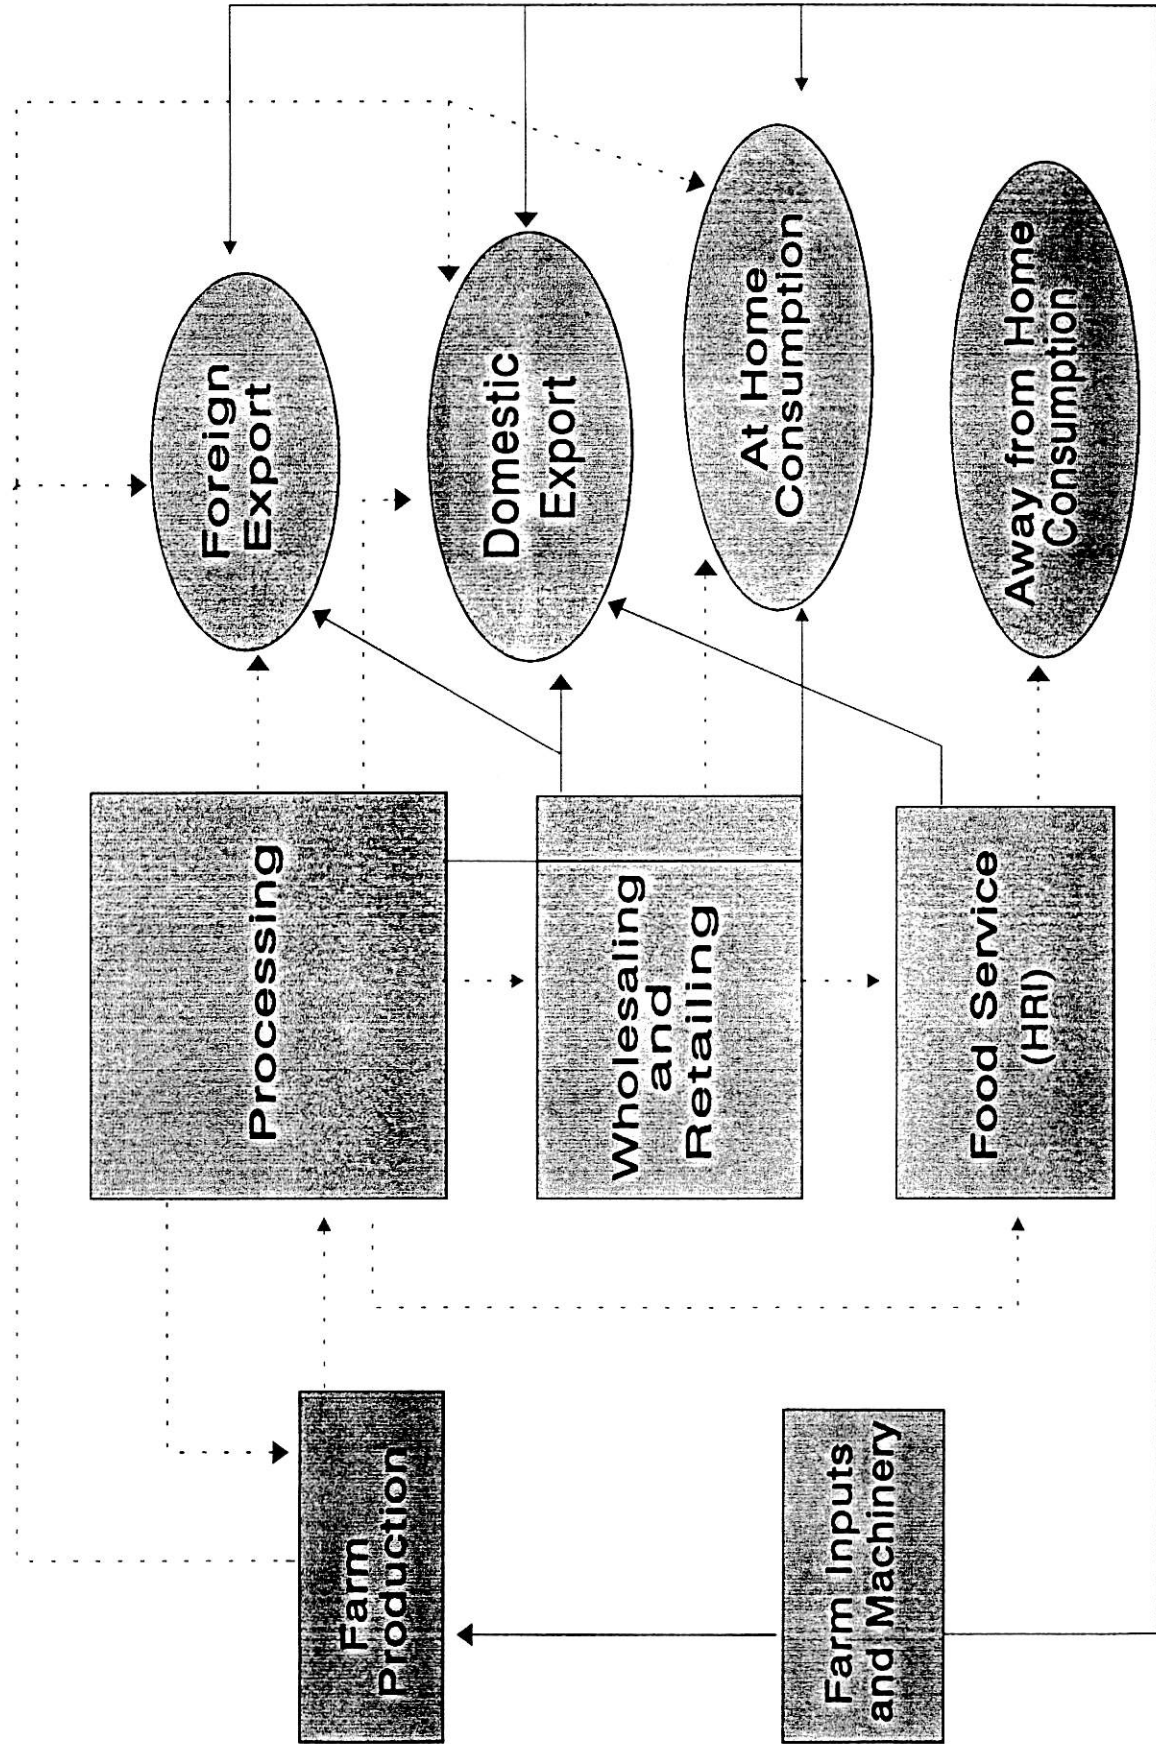 Farm
Production
Farm Inputs
and Machinery
Processing
Wholesaling
and
Retailing
Food Service
(HRI)
Foreign
Export
Domestic
Export
At Home
Consumption
Away from Home
Consumption